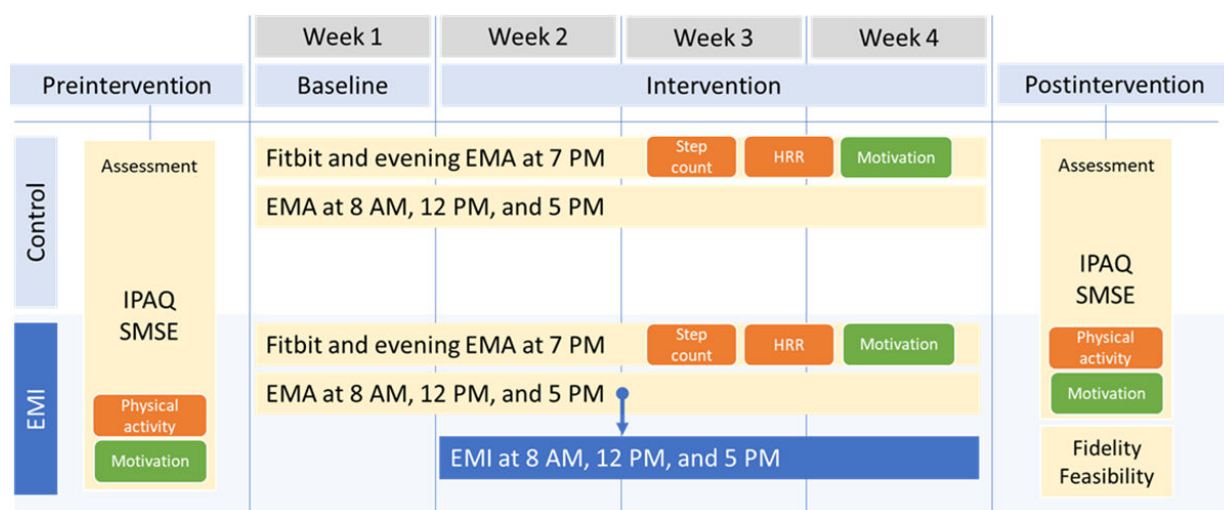 Week 1
Week 2
Week 3
Week 4
Preintervention
Baseline
Intervention
Postintervention
Control
Assessment
IPAQ
SMSE
Physical
activity
Motivation
Fitbit and evening EMA at 7 PM
Step
count
HRR
Motivation
EMA at 8 AM, 12 PM, and 5 PM
EMI
Fitbit and evening EMA at 7 PM
Step
count
HRR
Motivation
EMA at 8 AM, 12 PM, and 5 PM
EMI at 8 AM, 12 PM, and 5 PM
Assessment
IPAQ
SMSE
Physical
activity
Motivation
Fidelity
Feasibility